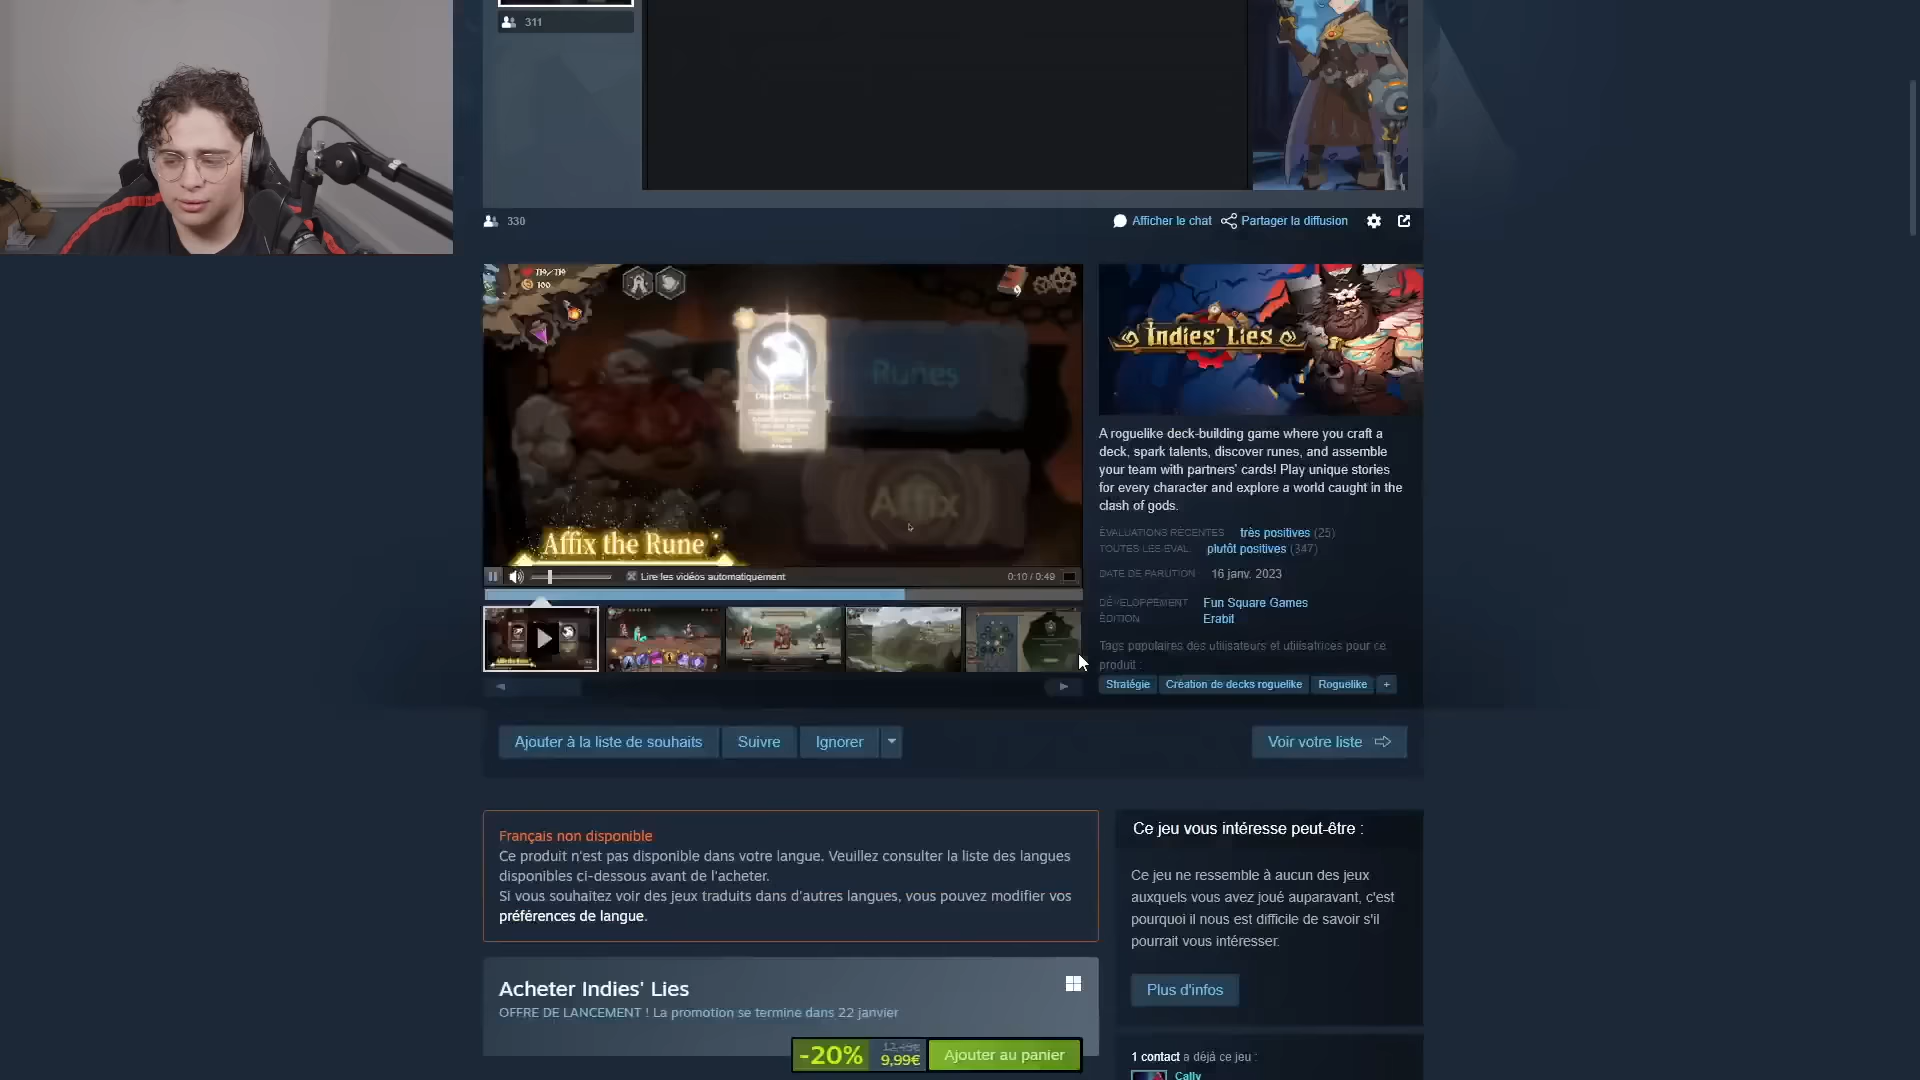 311
330
Afficher le chat
Partager la diffusion
100
Runes
Affix
Affix the Rune
Lire les vidéos automatiquement
0:10 / 0:49
Indies' Lies
A roguelike deck-building game where you craft a
deck, spark talents, discover runes, and assemble
your team with partners' cards! Play unique stories
for every character and explore a world caught in the
clash of gods.
ÉVALUATIONS RÉCENTES très positives (25)
TOUTES LES ÉVAL. plutôt positives (347)
DATE DE PARUTION 16 janv. 2023
DÉVELOPPEMENT Fun Square Games
ÉDITION Erabit
Tags populaires des utilisateurs et utilisatrices pour ce
produit :
Stratégie Création de decks roguelike Roguelike +
Ajouter à la liste de souhaits Suivre Ignorer
Voir votre liste
Français non disponible
Ce produit n'est pas disponible dans votre langue. Veuillez consulter la liste des langues
disponibles ci-dessous avant de l'acheter.
Si vous souhaitez voir des jeux traduits dans d'autres langues, vous pouvez modifier vos
préférences de langue.
Acheter Indies' Lies
OFFRE DE LANCEMENT ! La promotion se termine dans 22 janvier
-20%
12,49€
9,99€
Ajouter au panier
Ce jeu vous intéresse peut-être :
Ce jeu ne ressemble à aucun des jeux
auxquels vous avez joué auparavant, c'est
pourquoi il nous est difficile de savoir s'il
pourrait vous intéresser.
Plus d'infos
1 contact a déjà ce jeu :
Cally